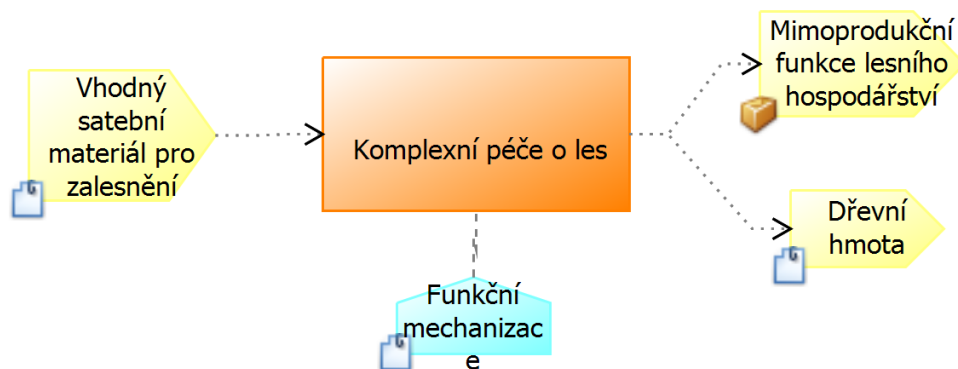 Vhodný
satební
materiál pro
zalesnění
Komplexní péče o les
Mimoprodukční
funkce lesního
hospodářství
Dřevní
hmota
Funkční
mechanizac
e